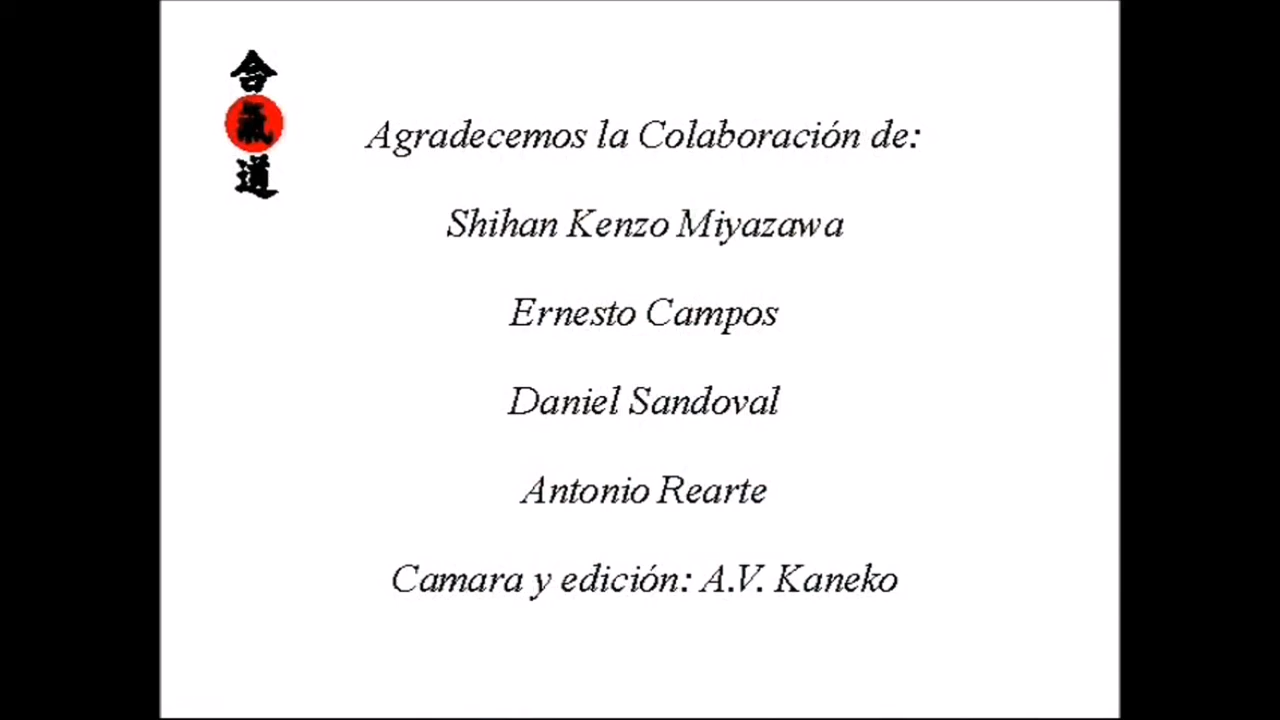 合
氣
道
Agradecemos la Colaboración de:
Shihan Kenzo Miyazawa
Ernesto Campos
Daniel Sandoval
Antonio Rearte
Camara y edición: A.V. Kaneko